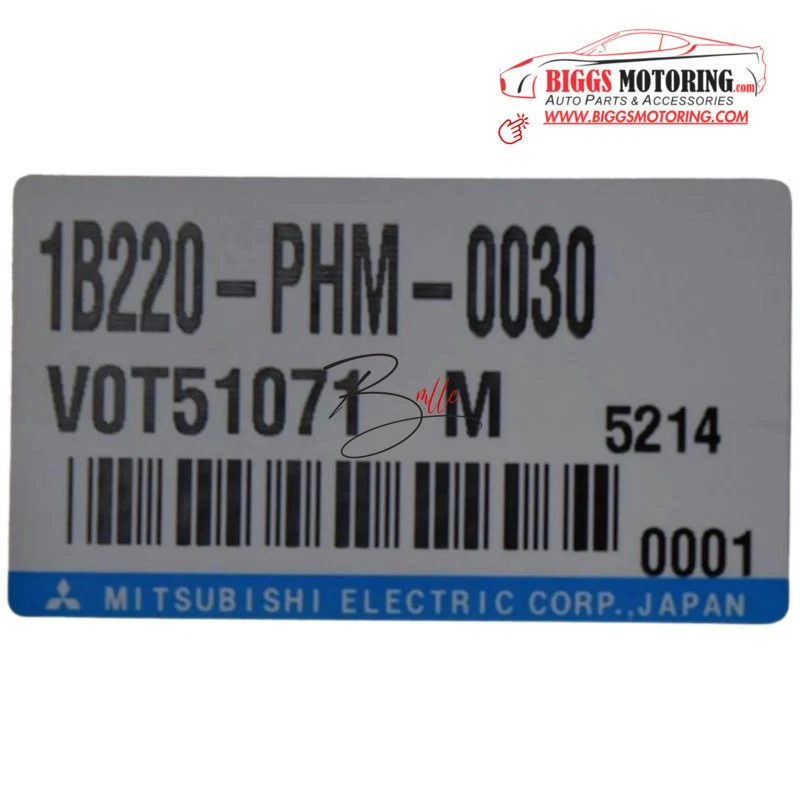 BIGGS MOTORING.com
AUTO PARTS & ACCESSORIES
WWW.BIGGSMOTORING.COM
1B220-PHM-0030
V0T51071 M
Bmllc
5214
0001
MITSUBISHI ELECTRIC CORP.,JAPAN